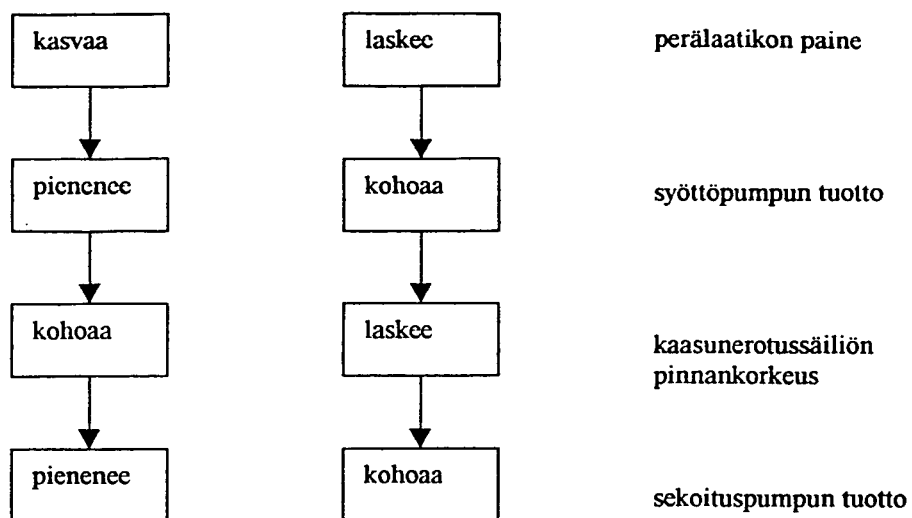 kasvaa
laskee
perälaatikon paine
pienenee
kohoaa
syöttöpumpun tuotto
kohoaa
laskee
kaasunerotussäiliön
pinnankorkeus
pienenee
kohoaa
sekoituspumpun tuotto